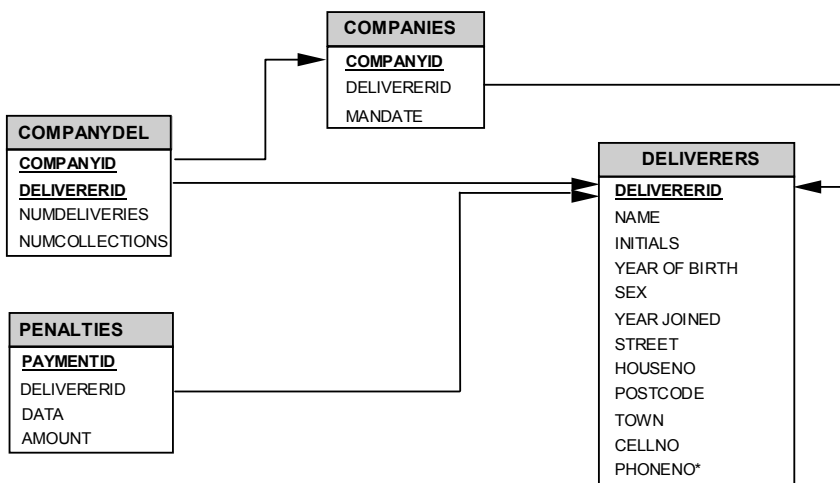 COMPANIES
COMPANYID
DELIVERERID
MANDATE
COMPANYDEL
COMPANYID
DELIVERERID
NUMDELIVERIES
NUMCOLLECTIONS
DELIVERERS
DELIVERERID
NAME
INITIALS
YEAR OF BIRTH
SEX
YEAR JOINED
STREET
HOUSENO
POSTCODE
TOWN
CELLNO
PHONENO*
PENALTIES
PAYMENTID
DELIVERERID
DATA
AMOUNT